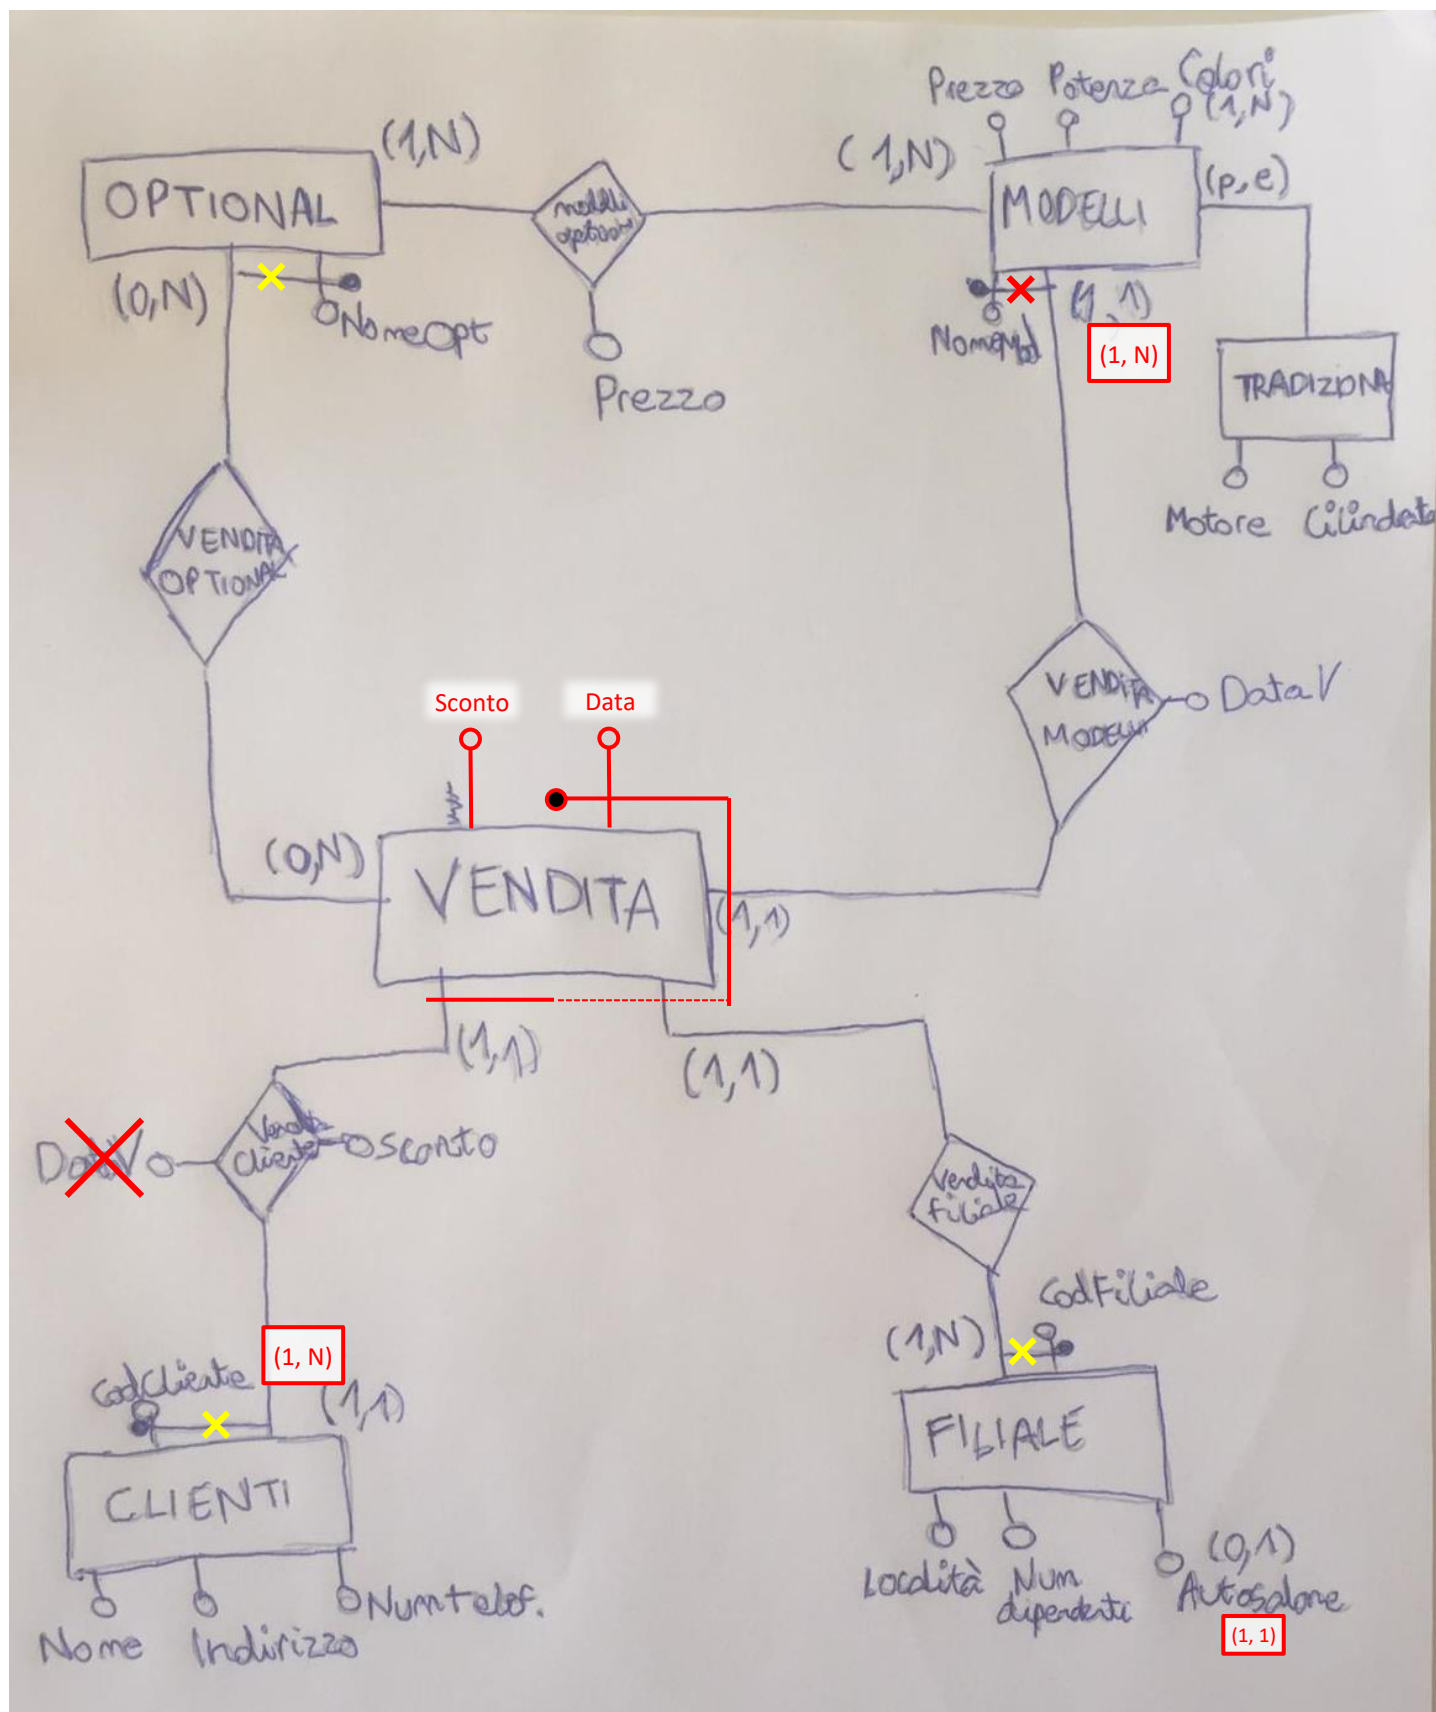 Prezzo Potenza Colori
(1,N)
(1,N)
(1,N)
OPTIONAL
modelli
optional
MODELLI
(p,e)
(0,N)
NomeOpt
Prezzo
NomeMod
(1,1)
(1, N)
TRADIZIONA
Motore Cilindrata
VENDITA
OPTIONAL
VENDITA
MODELLI
DataV
Sconto
Data
(0,N)
VENDITA
(1,1)
(1,1)
(1,1)
DataV
Vendita
Cliente
Sconto
Vendita
filiale
CodFiliale
(1,N)
(1, N)
CodCliente
(1,1)
FILIALE
CLIENTI
Località
Num
dipendenti
(0,1)
Autosalone
(1, 1)
Nome
Indirizzo
NumTelef.